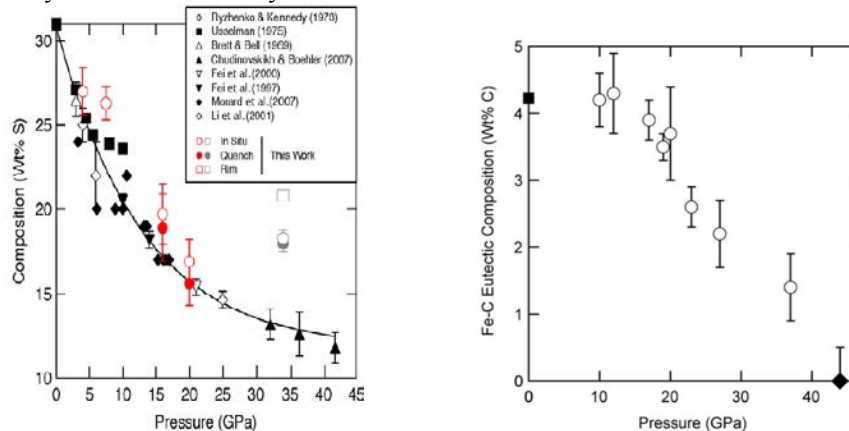 Ryzhenko & Kennedy (1973)
Usselman (1975)
Brett & Bell (1969)
Chudinovskikh & Boehler (2007)
Fei et al. (2000)
Fei et al. (1997)
Morard et al. (2007)
Li et al. (2001)
In Situ
Quench
This Work
Rim
Composition (Wt% S)
30
25
20
15
10
0 5 10 15 20 25 30 35 40 45
Pressure (GPa)
Fe-C Eutectic Composition (Wt% C)
5
4
3
2
1
0
0 10 20 30 40
Pressure (GPa)